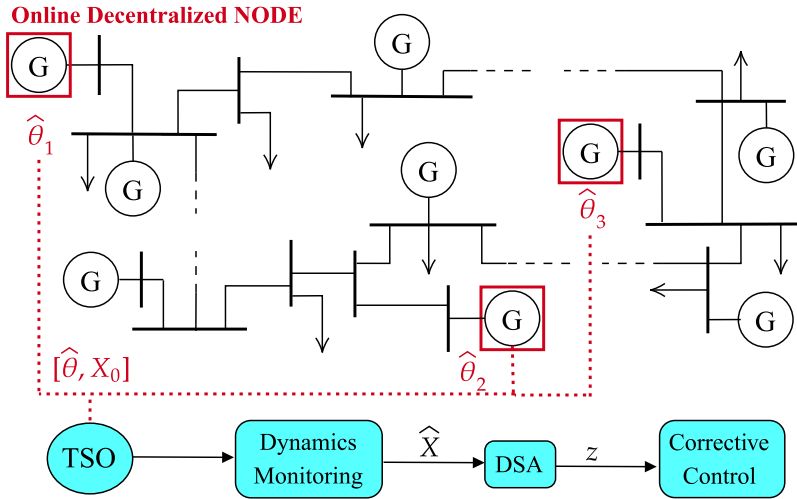 Online Decentralized NODE
G
G
G
G
G
G
G
G
G
θ̂₁
θ̂₃
θ̂₂
[θ̂, X₀]
TSO
Dynamics
Monitoring
X̂
DSA
z
Corrective
Control